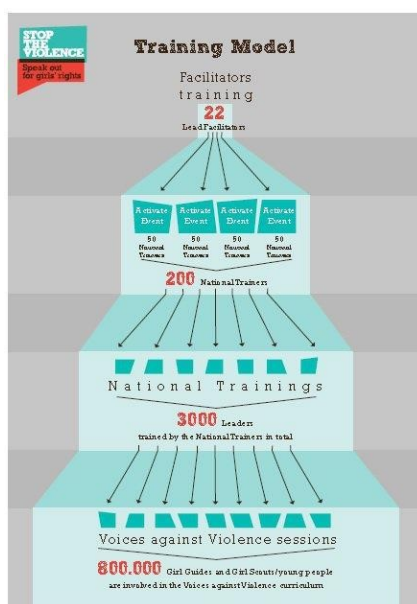 STOP
THE
VIOLENCE
Speak out
for girls' rights
Training Model
Facilitators
training
22
Lead Facilitators
Activate
Event
Activate
Event
Activate
Event
Activate
Event
50
National
Trainers
50
National
Trainers
50
National
Trainers
50
National
Trainers
200 National Trainers
National Trainings
3000 Leaders
trained by the National Trainers in total
Voices against Violence sessions
800.000 Girl Guides and Girl Scouts/young people
are involved in the Voices against Violence curriculum